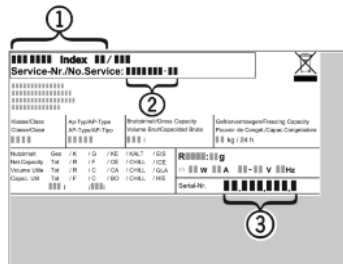 ①
Index /
Service-Nr./No.Service: -
②
Klasse/Class Ap-Typ/AP-Type Bruttoinhalt/Gross Capacity Gefriervermoegen/Freezing Capacity
Classe/Clase AP-Type/AP-Tipo Volume Brut/Capacidad Bruta Pouvoir de Congel./Capac.Congeladora
kg / 24 h
Nutzinhalt Ges / K / G / KE / KALT / EIS
Net Capacity Tot / R / F / CE / CHILL / ICE
Volume Utile Tot / R / C / CA / CHILL / GLA
Capac. Util Tot / F / C / BO / CHILL / HIE
R : g
W A - V Hz
Serial-Nr.
③